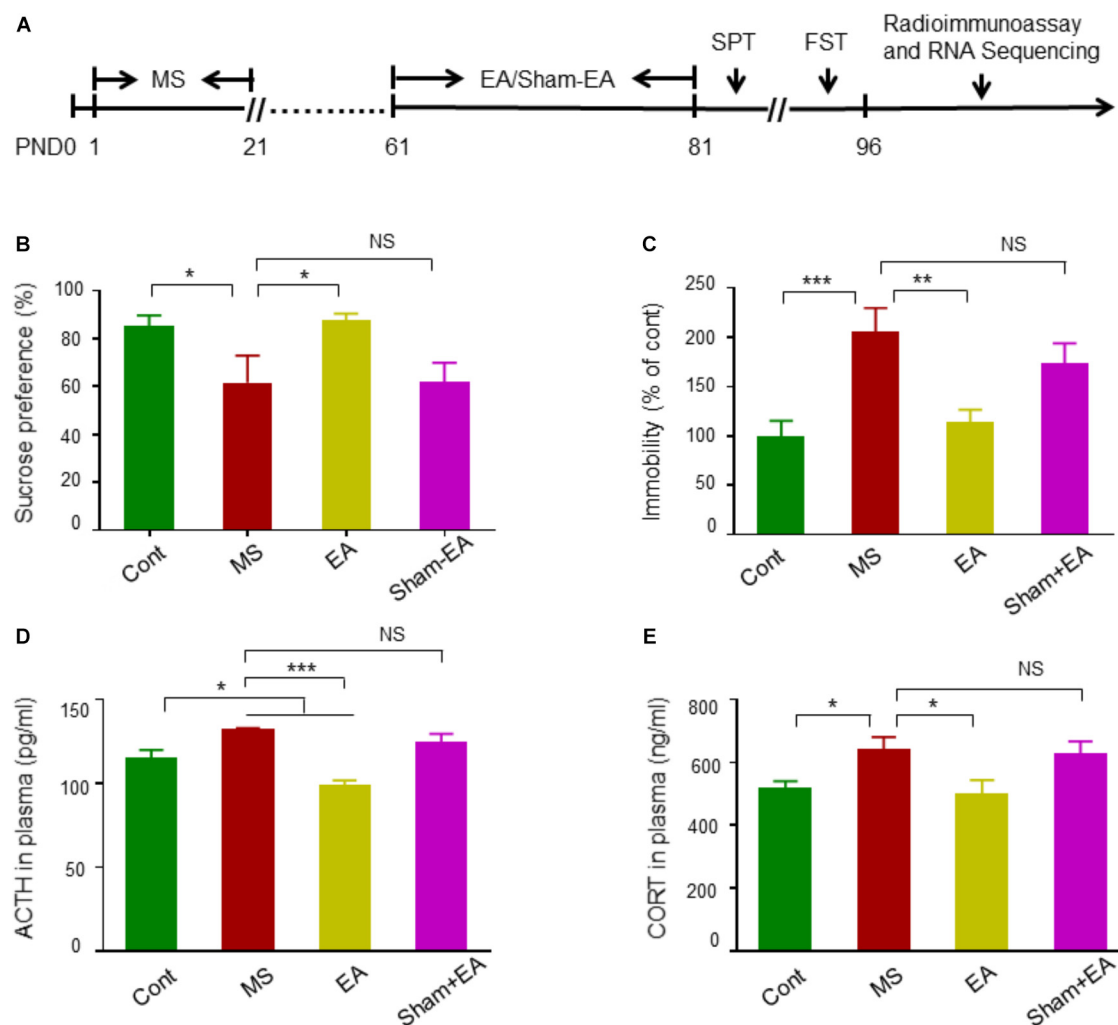 A
MS
EA/Sham-EA
SPT
FST
Radioimmunoassay
and RNA Sequencing
PND0 1 21 61 81 96
B
NS
* *
Sucrose preference (%)
100
80
60
40
20
0
Cont MS EA Sham-EA
C
NS
*** **
Immobility (% of cont)
250
200
150
100
50
0
Cont MS EA Sham+EA
D
NS
***
*
ACTH in plasma (pg/ml)
150
100
50
0
Cont MS EA Sham+EA
E
NS
* *
CORT in plasma (ng/ml)
800
600
400
200
0
Cont MS EA Sham+EA